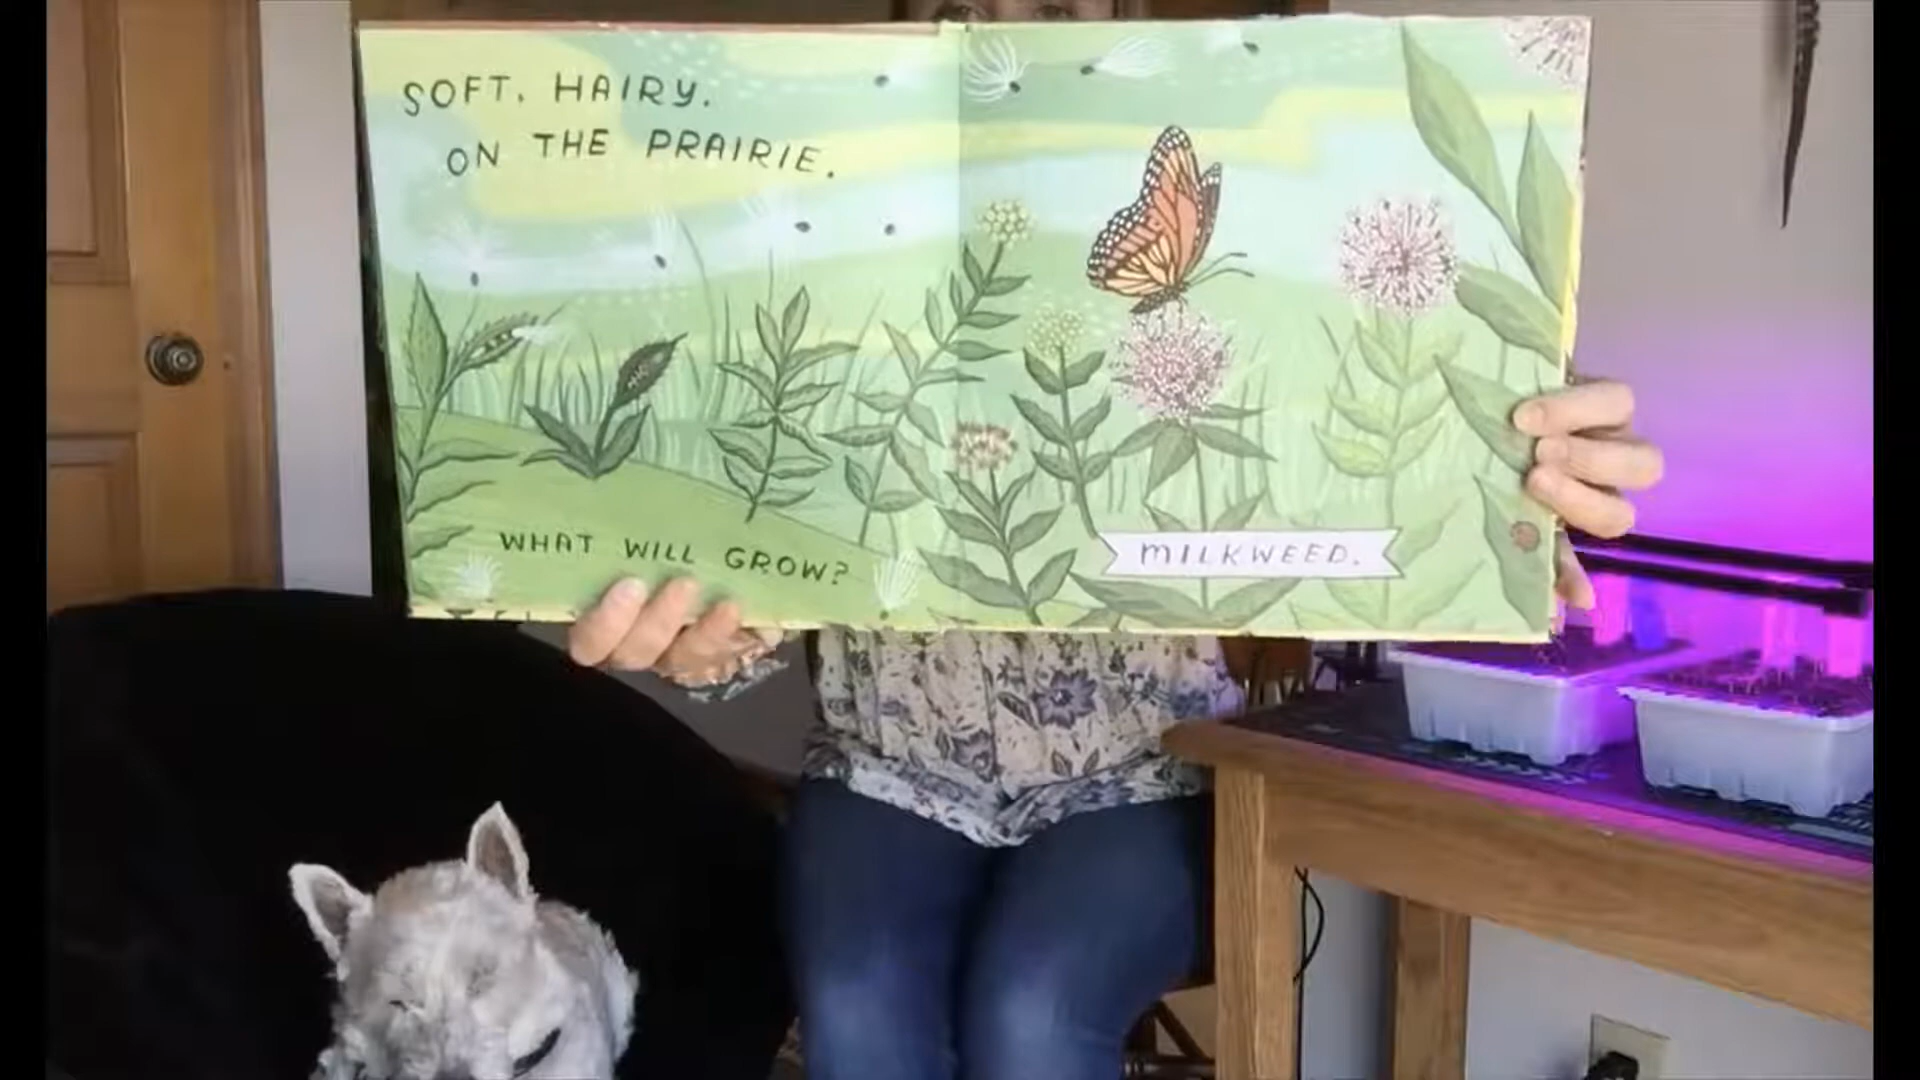 SOFT, HAIRY.
ON THE PRAIRIE.
WHAT WILL GROW?
MILKWEED.